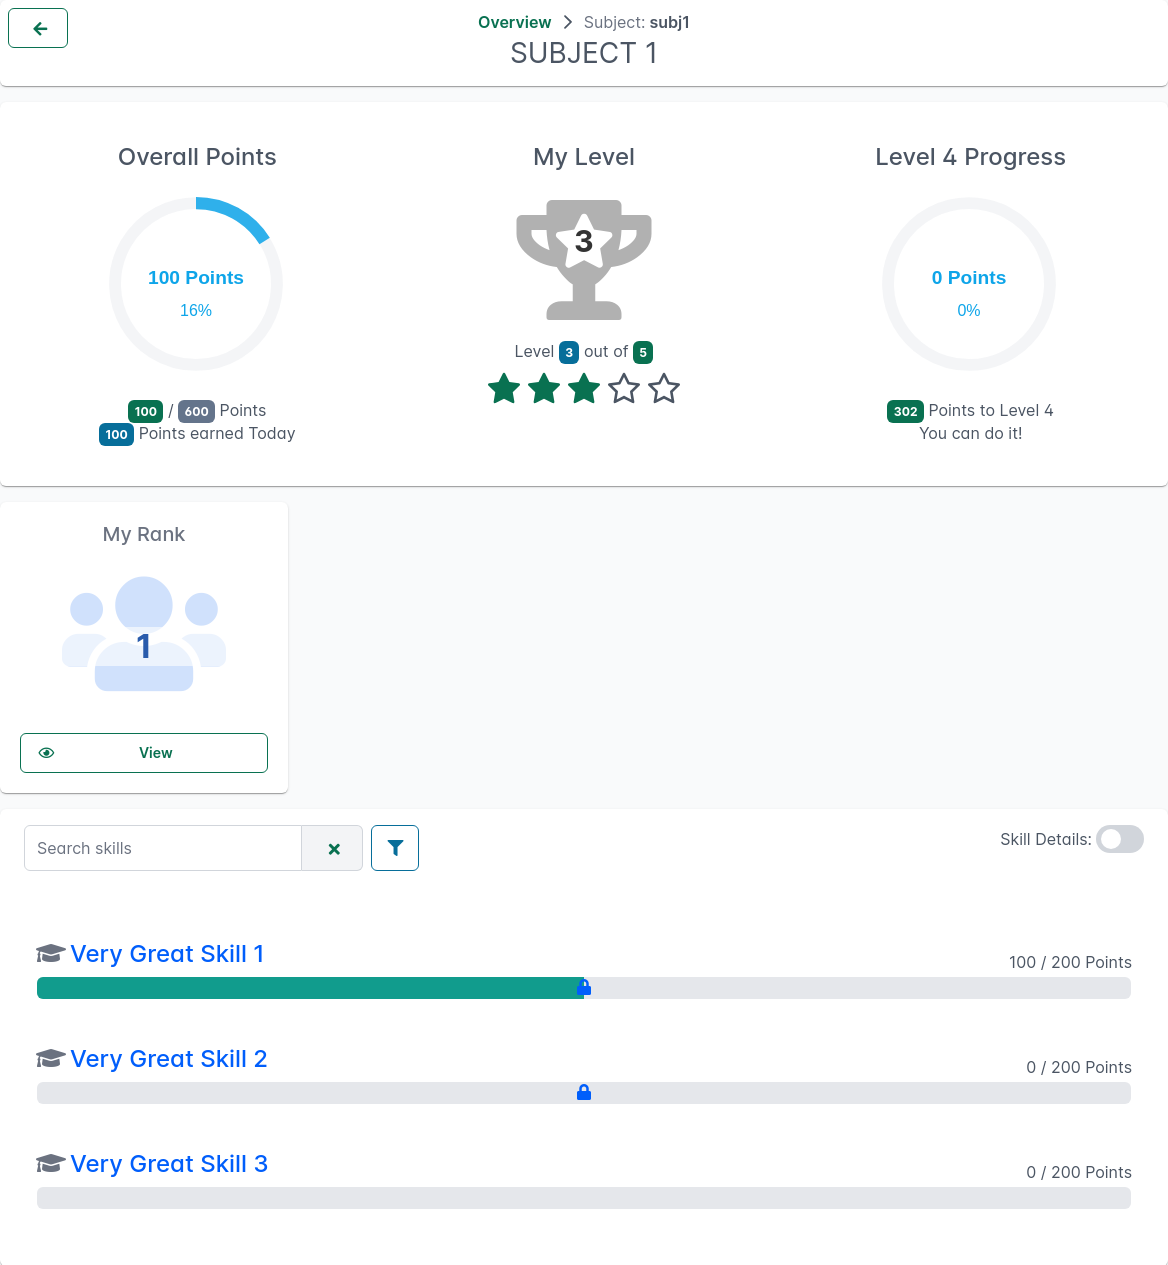 Overview > Subject: subj1
SUBJECT 1
Overall Points
100 Points
16%
100 / 600 Points
100 Points earned Today
My Level
3
Level 3 out of 5
Level 4 Progress
0 Points
0%
302 Points to Level 4
You can do it!
My Rank
1
View
Search skills
Skill Details:
Very Great Skill 1
100 / 200 Points
Very Great Skill 2
0 / 200 Points
Very Great Skill 3
0 / 200 Points